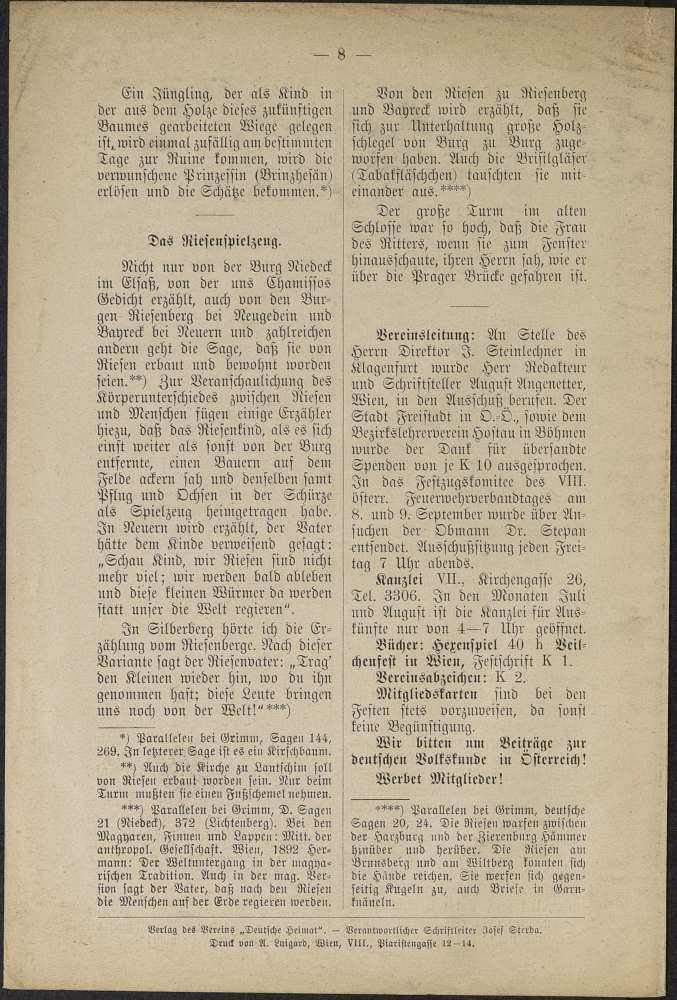 — 8 —
Ein Jüngling, der als Kind in
der aus dem Holze dieses zukünftigen
Baumes gearbeiteten Wiege gelegen
ist, wird einmal zufällig am bestimmten
Tage zur Ruine kommen, wird die
verwunschene Prinzessin (Brinzhesän)
erlösen und die Schätze bekommen.*)
Das Riesenspielzeug.
Nicht nur von der Burg Niedeck
im Elsaß, von der uns Chamissos
Gedicht erzählt, auch von den Bur-
gen Riesenberg bei Neugedein und
Bayreck bei Neuern und zahlreichen
andern geht die Sage, daß sie von
Riesen erbaut und bewohnt worden
seien.**) Zur Veranschaulichung des
Körperunterschiedes zwischen Riesen
und Menschen fügen einige Erzähler
hiezu, daß das Riesenkind, als es sich
einst weiter als sonst von der Burg
entfernte, einen Bauern auf dem
Felde ackern sah und denselben samt
Pflug und Ochsen in der Schürze
als Spielzeug heimgetragen habe.
In Neuern wird erzählt, der Vater
hätte dem Kinde verweisend gesagt:
„Schau Kind, wir Riesen sind nicht
mehr viel; wir werden bald ableben
und diese kleinen Würmer da werden
statt unser die Welt regieren“.
In Silberberg hörte ich die Er-
zählung vom Riesenberge. Nach dieser
Variante sagt der Riesenvater: „Trag'
den Kleinen wieder hin, wo du ihn
genommen hast; diese Leute bringen
uns noch von der Welt!“***)
*) Parallelen bei Grimm, Sagen 144,
269. In letzterer Sage ist es ein Kirschbaum.
**) Auch die Kirche zu Lautschim soll
von Riesen erbaut worden sein. Nur beim
Turm mußten sie einen Fußschemel nehmen.
***) Parallelen bei Grimm, D. Sagen
21 (Niedeck), 372 (Lichtenberg). Bei den
Magyaren, Finnen und Lappen: Mitt. der
anthropol. Gesellschaft. Wien, 1892 Her-
mann: Der Weltuntergang in der magya-
rischen Tradition. Auch in der mag. Ver-
sion sagt der Vater, daß nach den Riesen
die Menschen auf der Erde regieren werden.
Von den Riesen zu Riesenberg
und Bayreck wird erzählt, daß sie
sich zur Unterhaltung große Holz-
schlegel von Burg zu Burg zuge-
worfen haben. Auch die Brisilgläser
(Tabaksfläschchen) tauschten sie mit-
einander aus.****)
Der große Turm im alten
Schlosse war so hoch, daß die Frau
des Ritters, wenn sie zum Fenster
hinausschaute, ihren Herrn sah, wie er
über die Prager Brücke gefahren ist.
Vereinsleitung: An Stelle des
Herrn Direktor J. Steinlechner in
Klagenfurt wurde Herr Redakteur
und Schriftsteller August Angenetter,
Wien, in den Ausschuß berufen. Der
Stadt Freistadt in O.-Ö., sowie dem
Bezirkslehrerverein Hostau in Böhmen
wurde der Dank für übersandte
Spenden von je K 10 ausgesprochen.
In das Festzugskomitee des VIII.
österr. Feuerwehrverbandtages am
8. und 9. September wurde über An-
suchen der Obmann Dr. Stepan
entsendet. Ausschußsitzung jeden Frei-
tag 7 Uhr abends.
Kanzlei VII., Kirchengasse 26,
Tel. 3306. In den Monaten Juli
und August ist die Kanzlei für Aus-
künfte nur von 4—7 Uhr geöffnet.
Bücher: Hexenspiel 40 h Veil-
chenfest in Wien, Festschrift K 1.
Vereinsabzeichen: K 2.
Mitgliedskarten sind bei den
Festen stets vorzuweisen, da sonst
keine Begünstigung.
Wir bitten um Beiträge zur
deutschen Volkskunde in Österreich!
Werbet Mitglieder!
****) Parallelen bei Grimm, deutsche
Sagen 20, 24. Die Riesen warfen zwischen
der Harzburg und der Zierenburg Hämmer
hinüber und herüber. Die Riesen am
Brunsberg und am Wiltberg konnten sich
die Hände reichen. Sie werfen sich gegen-
seitig Kugeln zu, auch Briefe in Garn-
knäueln.
Verlag des Vereins „Deutsche Heimat“. — Verantwortlicher Schriftleiter Josef Sterba.
Druck von A. Luigard, Wien, VIII., Piaristengasse 12—14.